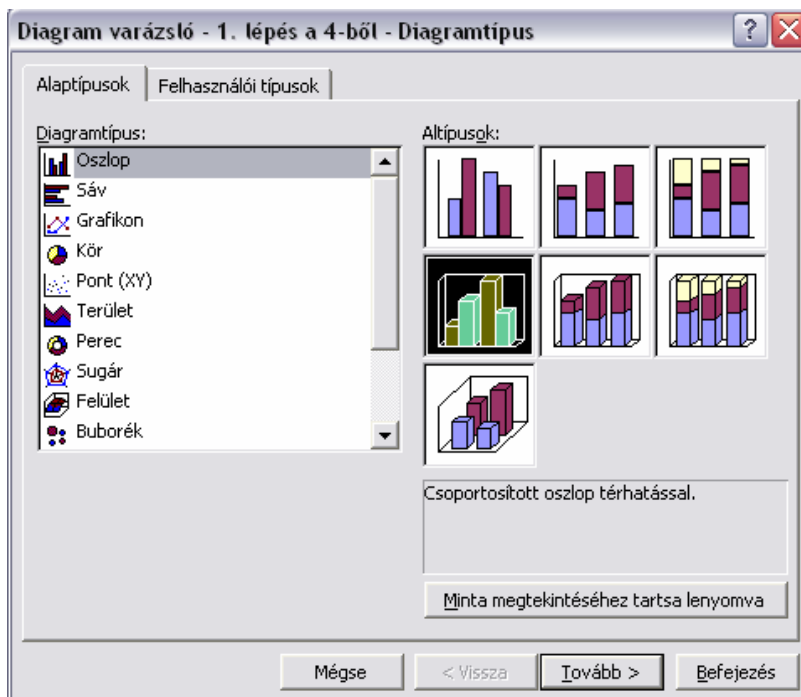 Diagram varázsló - 1. lépés a 4-ből - Diagramtípus
Alaptípusok
Felhasználói típusok
Diagramtípus:
Oszlop
Sáv
Grafikon
Kör
Pont (XY)
Terület
Perec
Sugár
Felület
Buborék
Altípusok:
Csoportosított oszlop térhatással.
Minta megtekintéséhez tartsa lenyomva
Mégse
< Vissza
Tovább >
Befejezés